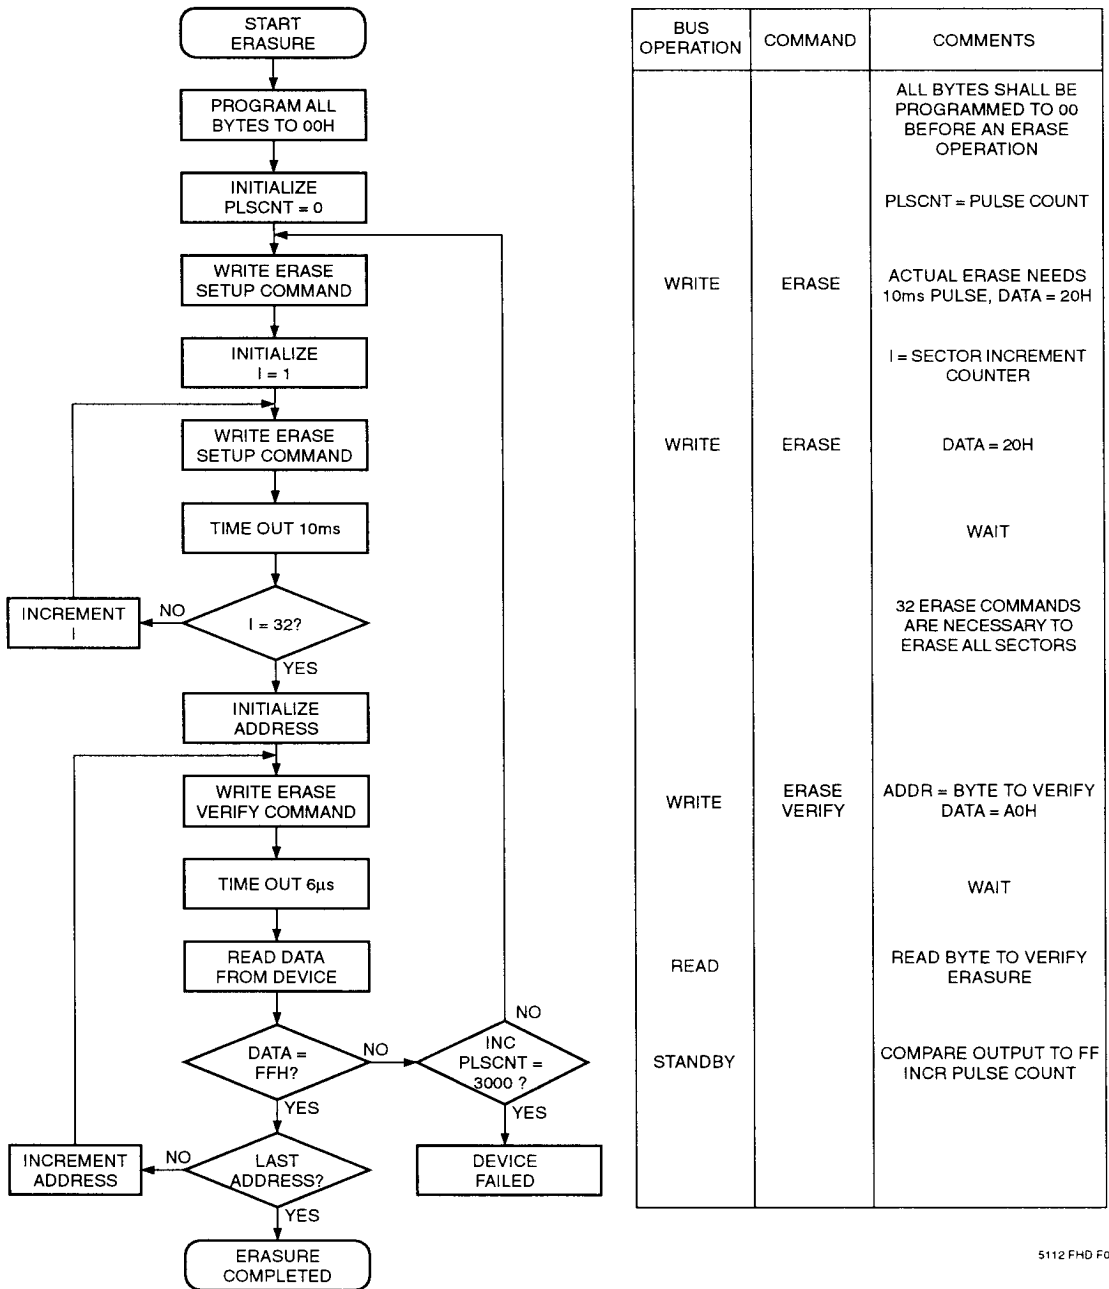 START
ERASURE
PROGRAM ALL
BYTES TO 00H
INITIALIZE
PLSCNT = 0
WRITE ERASE
SETUP COMMAND
INITIALIZE
I = 1
WRITE ERASE
SETUP COMMAND
TIME OUT 10ms
I = 32?
NO
INCREMENT
I
YES
INITIALIZE
ADDRESS
WRITE ERASE
VERIFY COMMAND
TIME OUT 6µs
READ DATA
FROM DEVICE
DATA =
FFH?
NO
INC
PLSCNT =
3000 ?
NO
YES
DEVICE
FAILED
YES
LAST
ADDRESS?
NO
INCREMENT
ADDRESS
YES
ERASURE
COMPLETED
BUS
OPERATION
COMMAND
COMMENTS
ALL BYTES SHALL BE
PROGRAMMED TO 00
BEFORE AN ERASE
OPERATION
PLSCNT = PULSE COUNT
WRITE
ERASE
ACTUAL ERASE NEEDS
10ms PULSE, DATA = 20H
I = SECTOR INCREMENT
COUNTER
WRITE
ERASE
DATA = 20H
WAIT
32 ERASE COMMANDS
ARE NECESSARY TO
ERASE ALL SECTORS
WRITE
ERASE
VERIFY
ADDR = BYTE TO VERIFY
DATA = A0H
WAIT
READ
READ BYTE TO VERIFY
ERASURE
STANDBY
COMPARE OUTPUT TO FF
INCR PULSE COUNT
5112 FHD F0